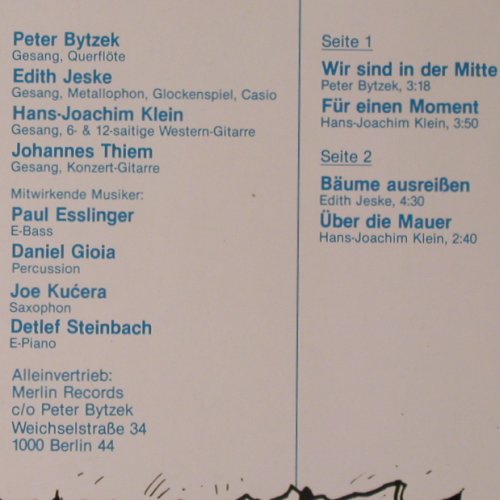 Peter Bytzek
Gesang, Querflöte
Edith Jeske
Gesang, Metallophon, Glockenspiel, Casio
Hans-Joachim Klein
Gesang, 6- & 12-saitige Western-Gitarre
Johannes Thiem
Gesang, Konzert-Gitarre
Mitwirkende Musiker:
Paul Esslinger
E-Bass
Daniel Gioia
Percussion
Joe Kućera
Saxophon
Detlef Steinbach
E-Piano
Alleinvertrieb:
Merlin Records
c/o Peter Bytzek
Weichselstraße 34
1000 Berlin 44
Seite 1
Wir sind in der Mitte
Peter Bytzek, 3:18
Für einen Moment
Hans-Joachim Klein, 3:50
Seite 2
Bäume ausreißen
Edith Jeske, 4:30
Über die Mauer
Hans-Joachim Klein, 2:40